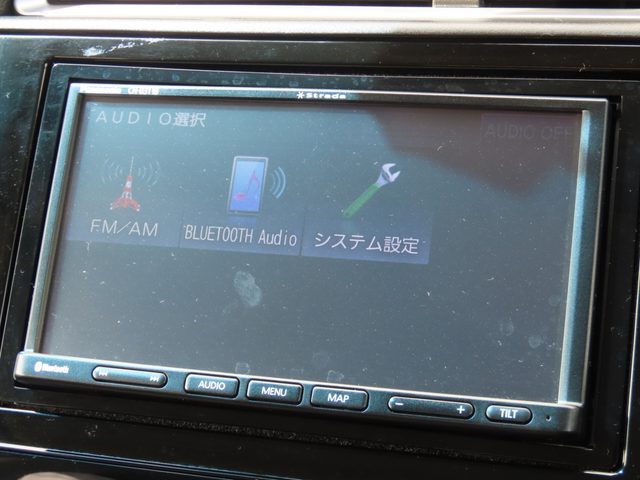 Strada
AUDIO選択
AUDIO OFF
FM/AM
BLUETOOTH Audio
システム設定
Bluetooth
AUDIO
MENU
MAP
− +
TILT